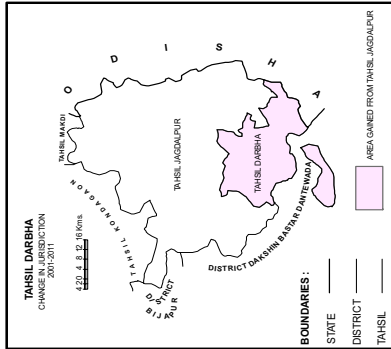 TAHSIL DARBHA
CHANGE IN JURISDICTION
2001-2011
4 2 0 4 8 12 16 Kms.
TAHSIL MAKDI
ODISHA
TAHSIL KONDAGAON
TAHSIL JAGDALPUR
DISTRICT
BIJAPUR
TAHSIL DARBHA
DISTRICT DAKSHIN BASTAR DANTEWADA
BOUNDARIES :
STATE
DISTRICT
TAHSIL
AREA GAINED FROM TAHSIL JAGDALPUR